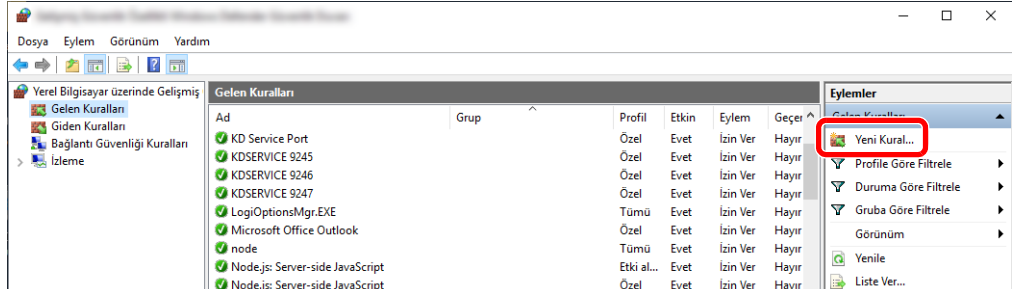 Dosya Eylem Görünüm Yardım
Yerel Bilgisayar üzerinde Gelişmiş
Gelen Kuralları
Giden Kuralları
Bağlantı Güvenliği Kuralları
İzleme
Gelen Kuralları
Ad Grup Profil Etkin Eylem Geçer
KD Service Port Özel Evet İzin Ver Hayır
KDSERVICE 9245 Özel Evet İzin Ver Hayır
KDSERVICE 9246 Özel Evet İzin Ver Hayır
KDSERVICE 9247 Özel Evet İzin Ver Hayır
LogiOptionsMgr.EXE Tümü Evet İzin Ver Hayır
Microsoft Office Outlook Özel Evet İzin Ver Hayır
node Tümü Evet İzin Ver Hayır
Node.js: Server-side JavaScript Etki al... Evet İzin Ver Hayır
Node.js: Server-side JavaScript Özel Evet İzin Ver Hayır
Eylemler
Gelen Kuralları
Yeni Kural...
Profile Göre Filtrele
Duruma Göre Filtrele
Gruba Göre Filtrele
Görünüm
Yenile
Liste Ver...